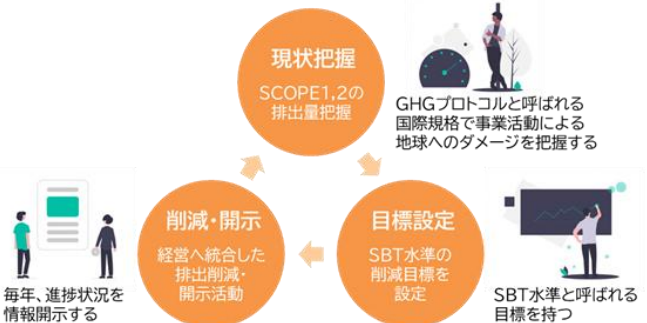 現状把握
SCOPE1,2の
排出量把握
GHGプロトコルと呼ばれる
国際規格で事業活動による
地球へのダメージを把握する
目標設定
SBT水準の
削減目標を
設定
SBT水準と呼ばれる
目標を持つ
削減・開示
経営へ統合した
排出削減・
開示活動
毎年、進捗状況を
情報開示する